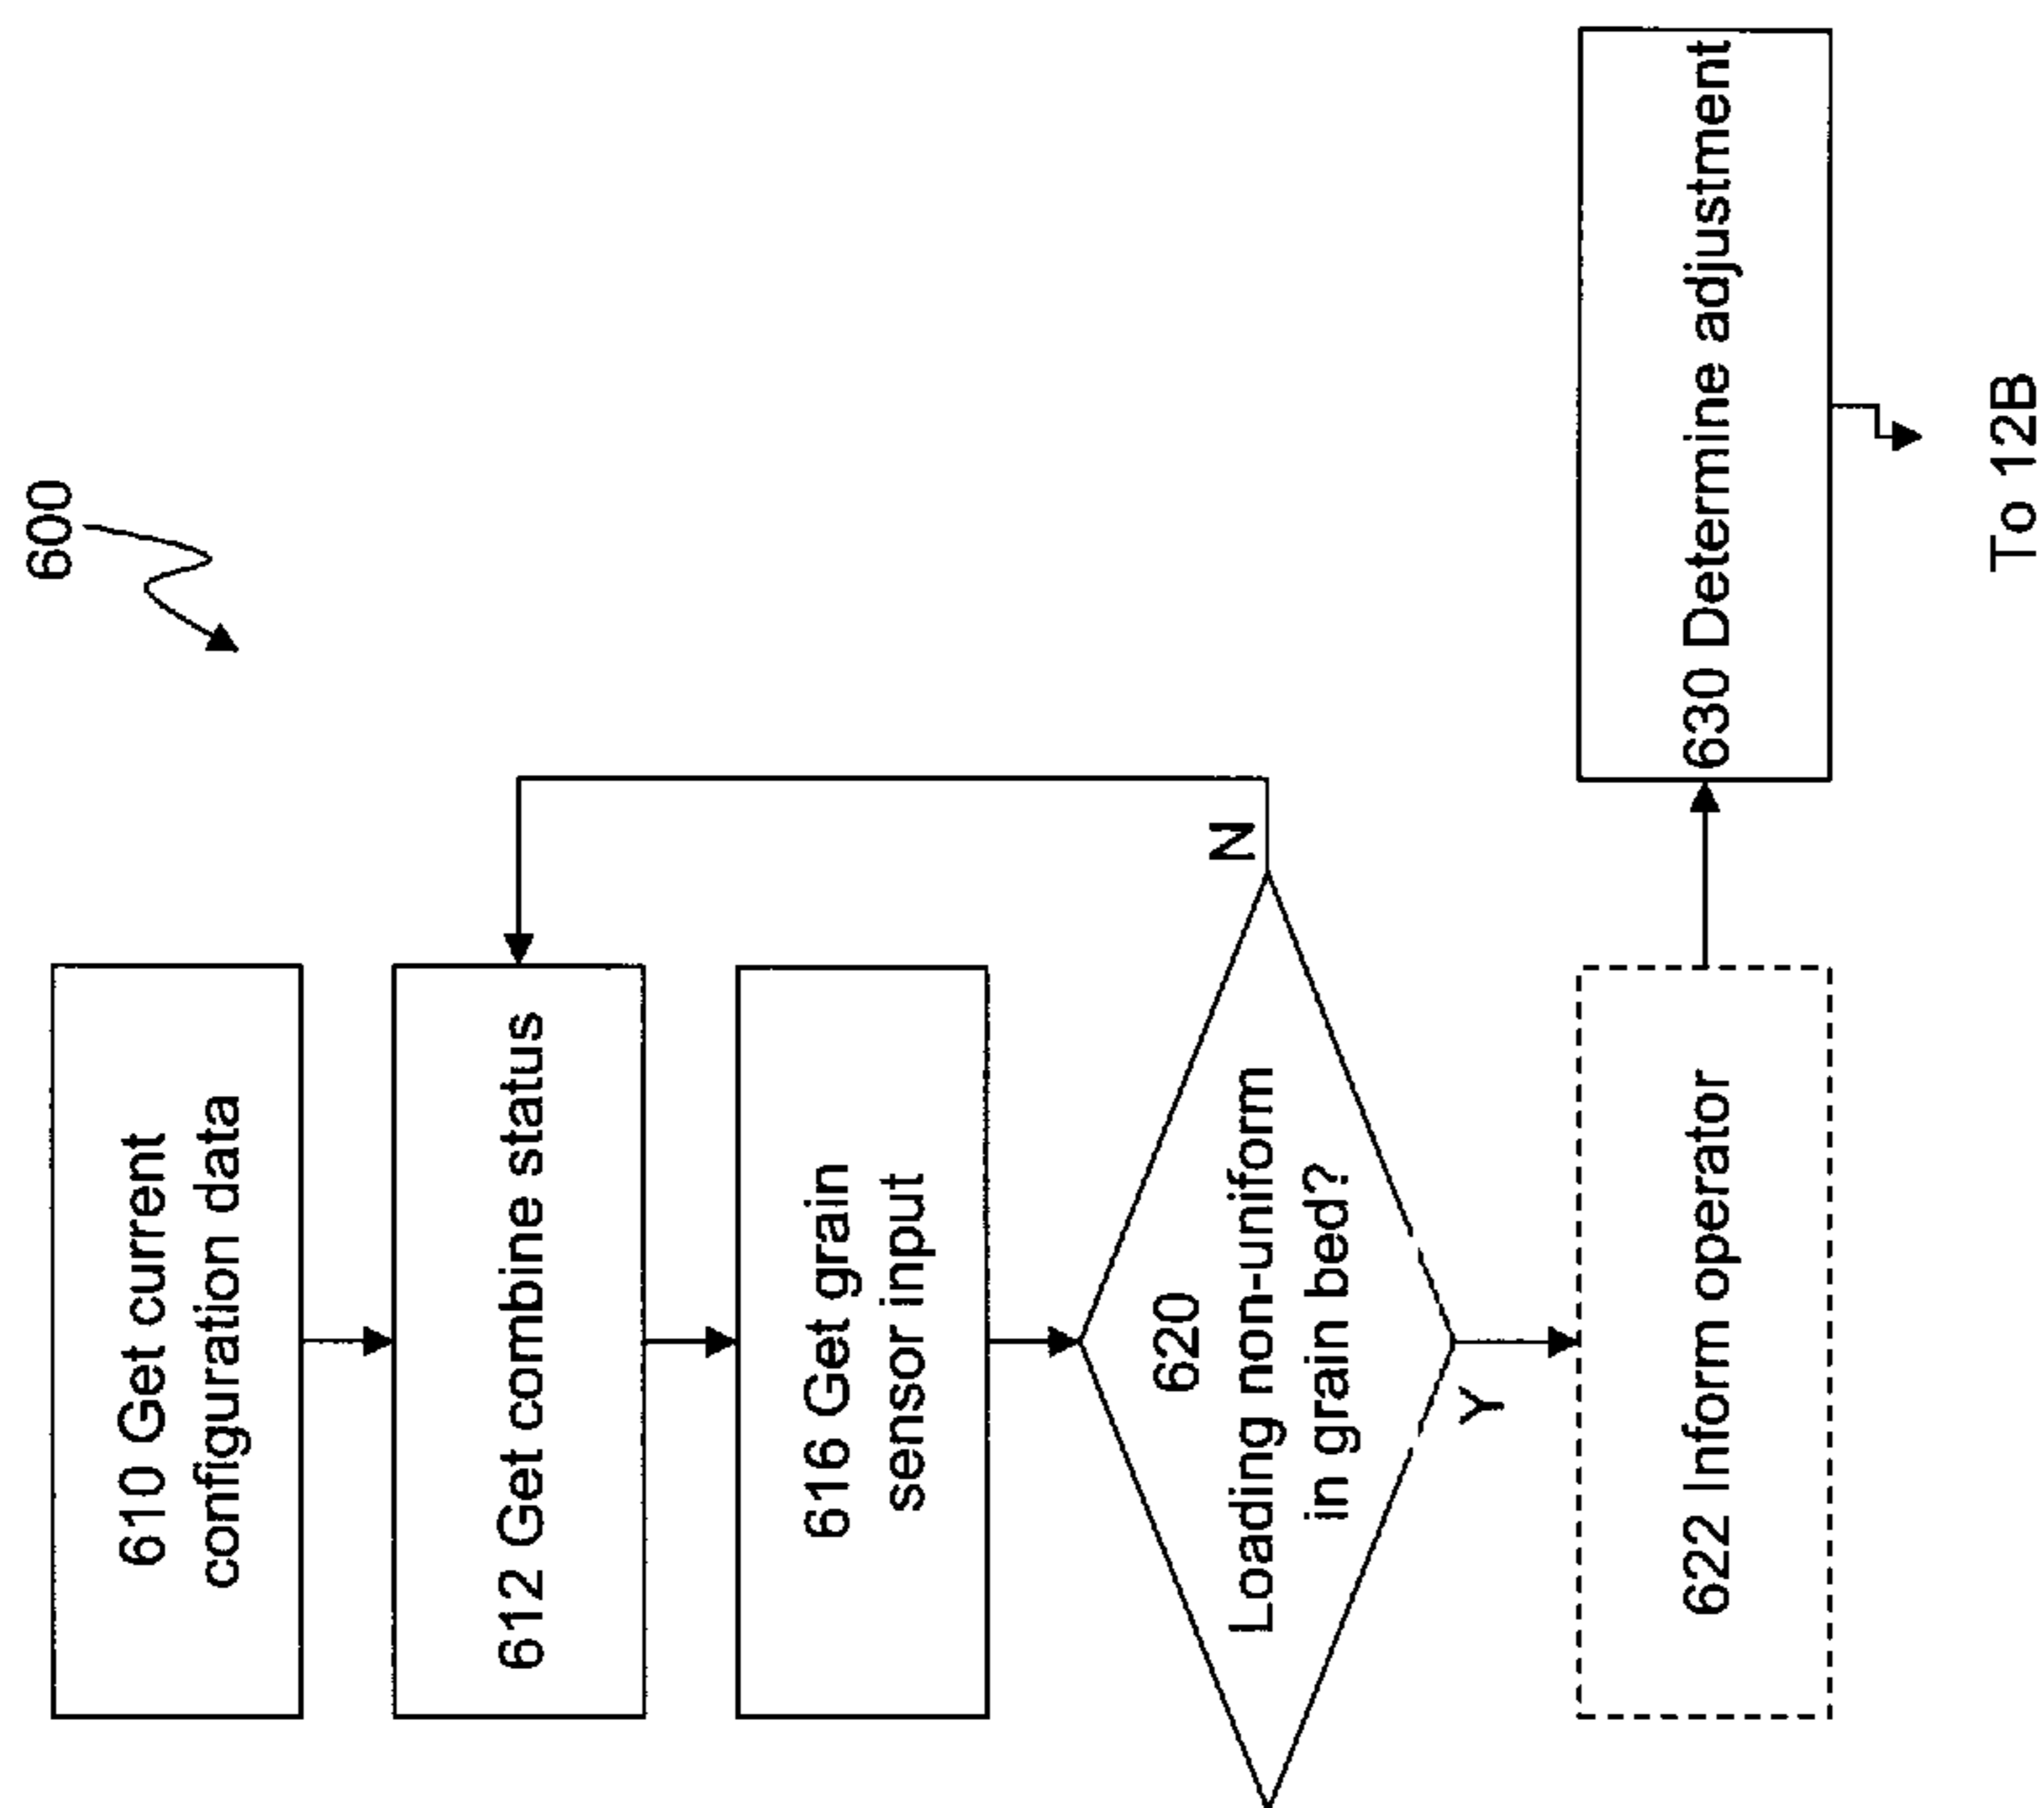 600
610 Get current
configuration data
612 Get combine status
616 Get grain
sensor input
620
Loading non-uniform
in grain bed?
N
Y
622 Inform operator
630 Determine adjustment
To 12B